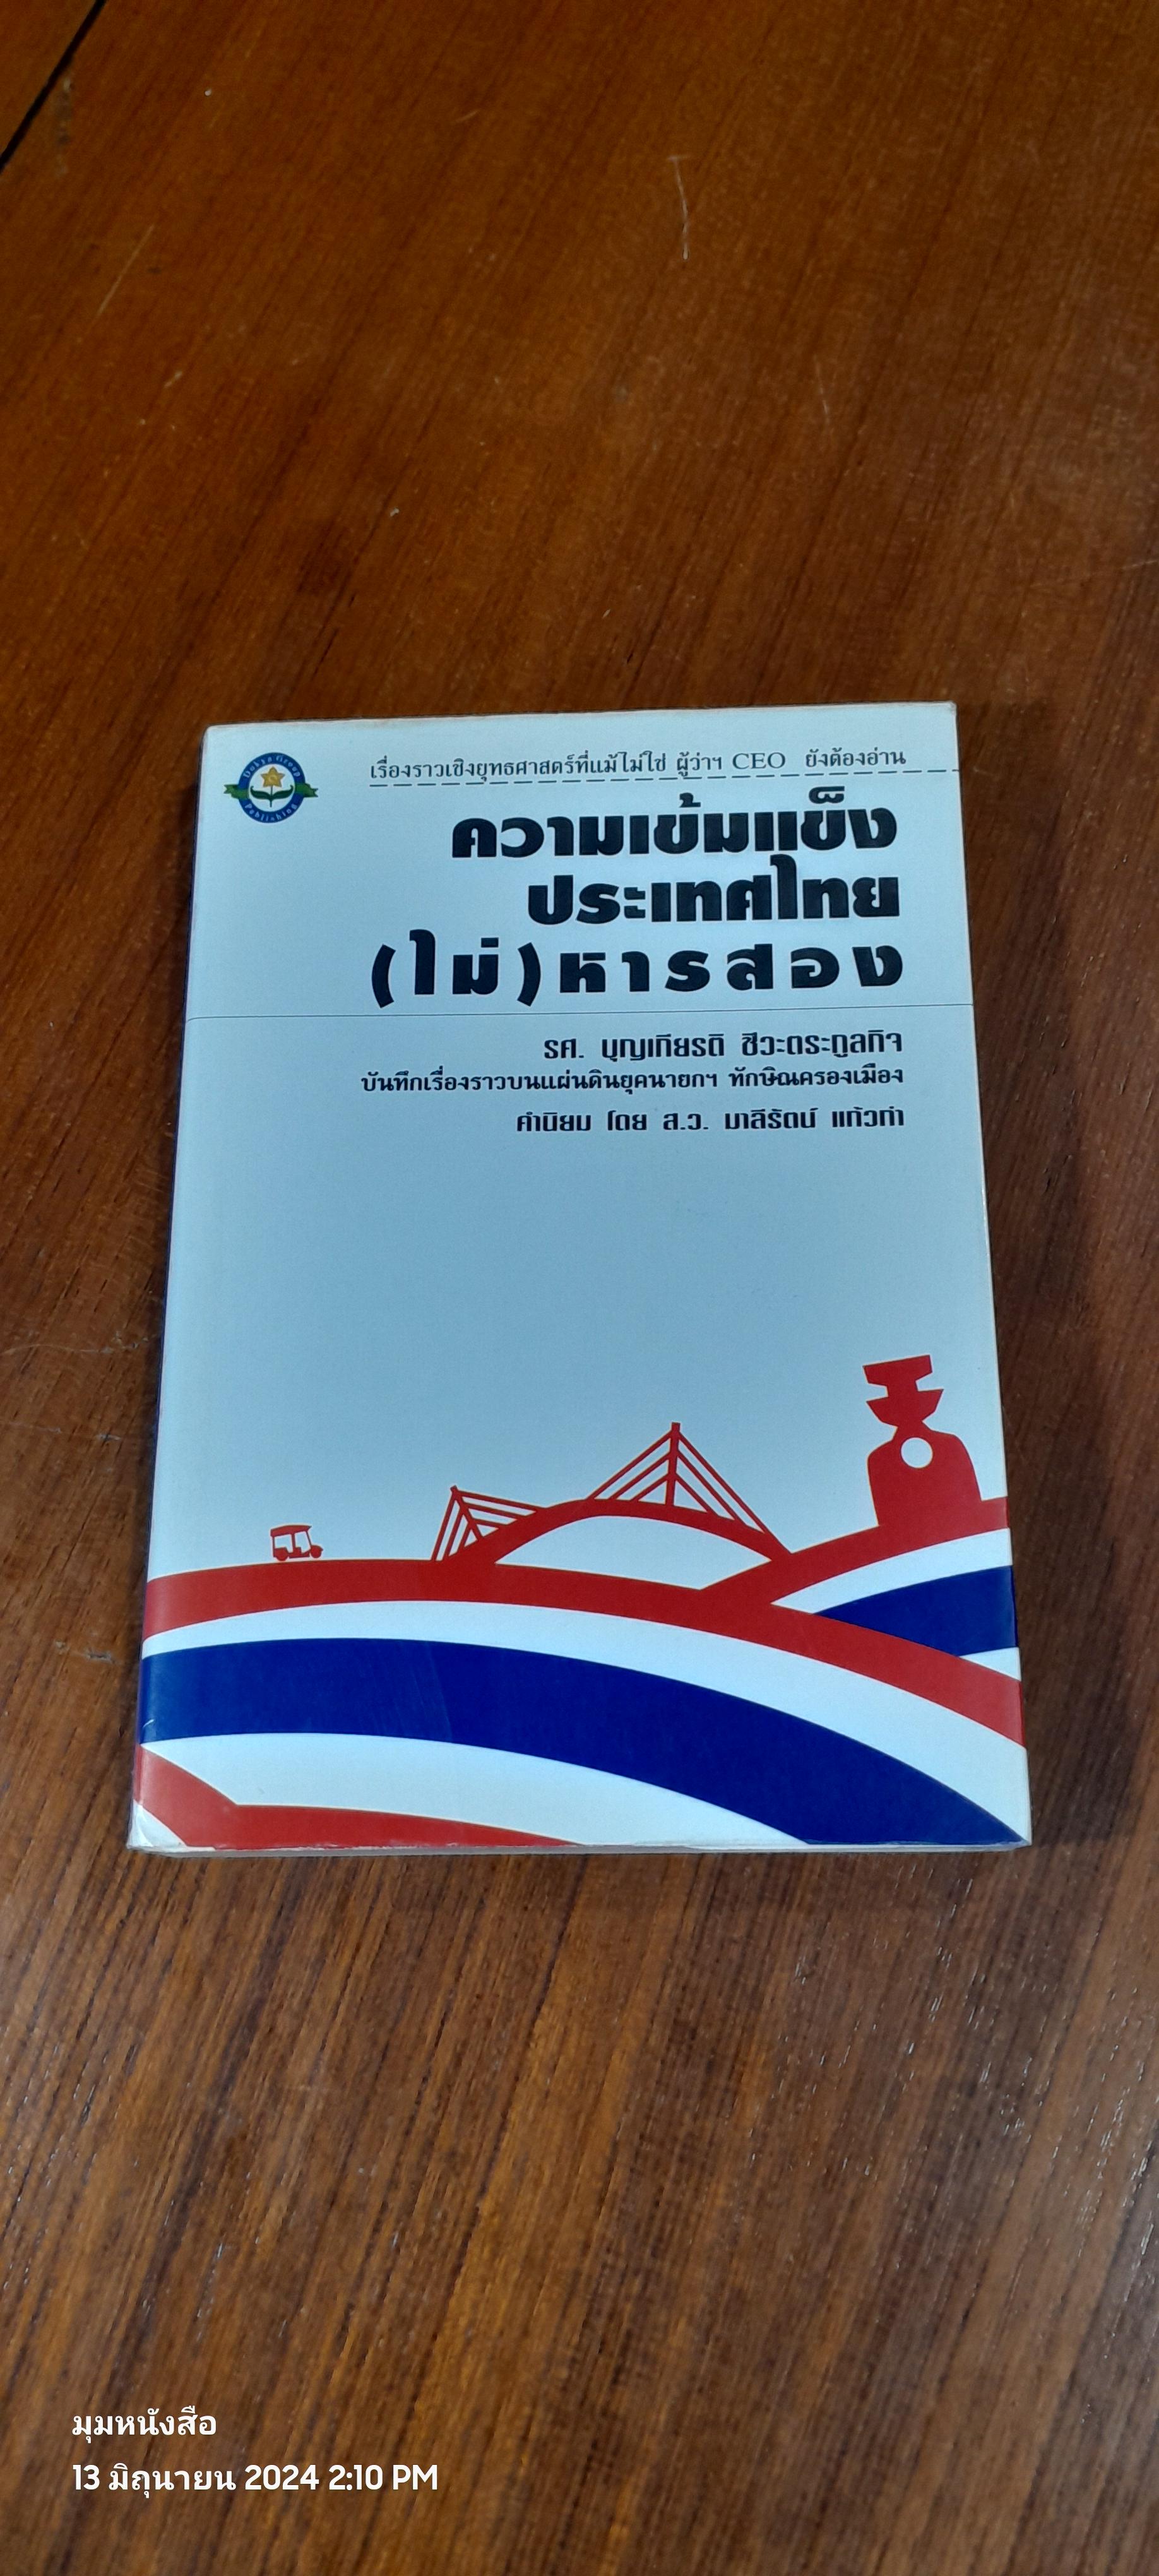 Dokya Group
Publishing
เรื่องราวเชิงยุทธศาสตร์ที่แม้ไม่ใช่ ผู้ว่าฯ CEO ยังต้องอ่าน
ความเข้มแข็ง
ประเทศไทย
(ไม่)หารสอง
รศ. บุญเกียรติ ชีวะตระกูลกิจ
บันทึกเรื่องราวบนแผ่นดินยุคนายกฯ ทักษิณครองเมือง
คำนิยม โดย ส.ว. มาลีรัตน์ แก้วก่า
มุมหนังสือ
13 มิถุนายน 2024 2:10 PM